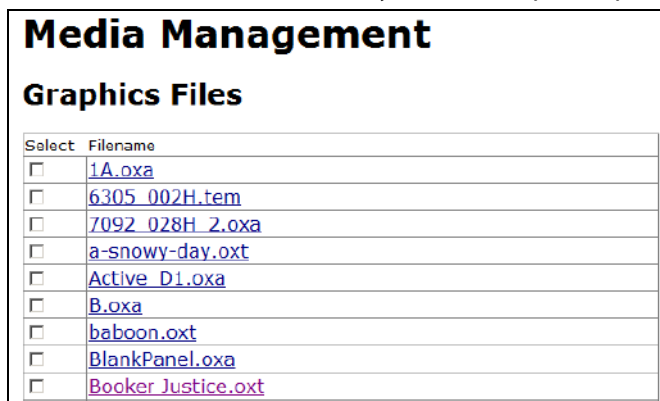 Media Management
Graphics Files
Select Filename
1A.oxa
6305_002H.tem
7092_028H_2.oxa
a-snowy-day.oxt
Active_D1.oxa
B.oxa
baboon.oxt
BlankPanel.oxa
Booker Justice.oxt